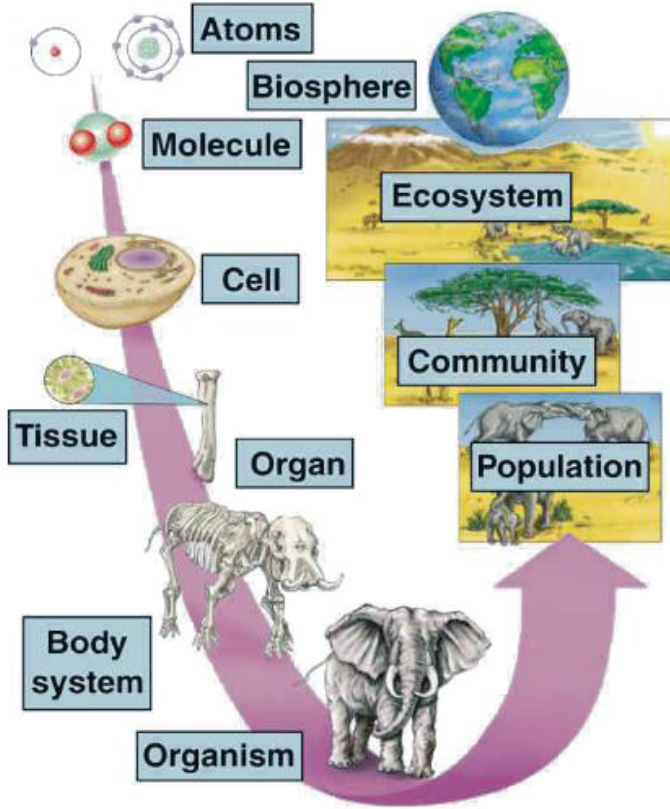 Atoms
Biosphere
Molecule
Ecosystem
Cell
Community
Tissue
Organ
Population
Body
system
Organism